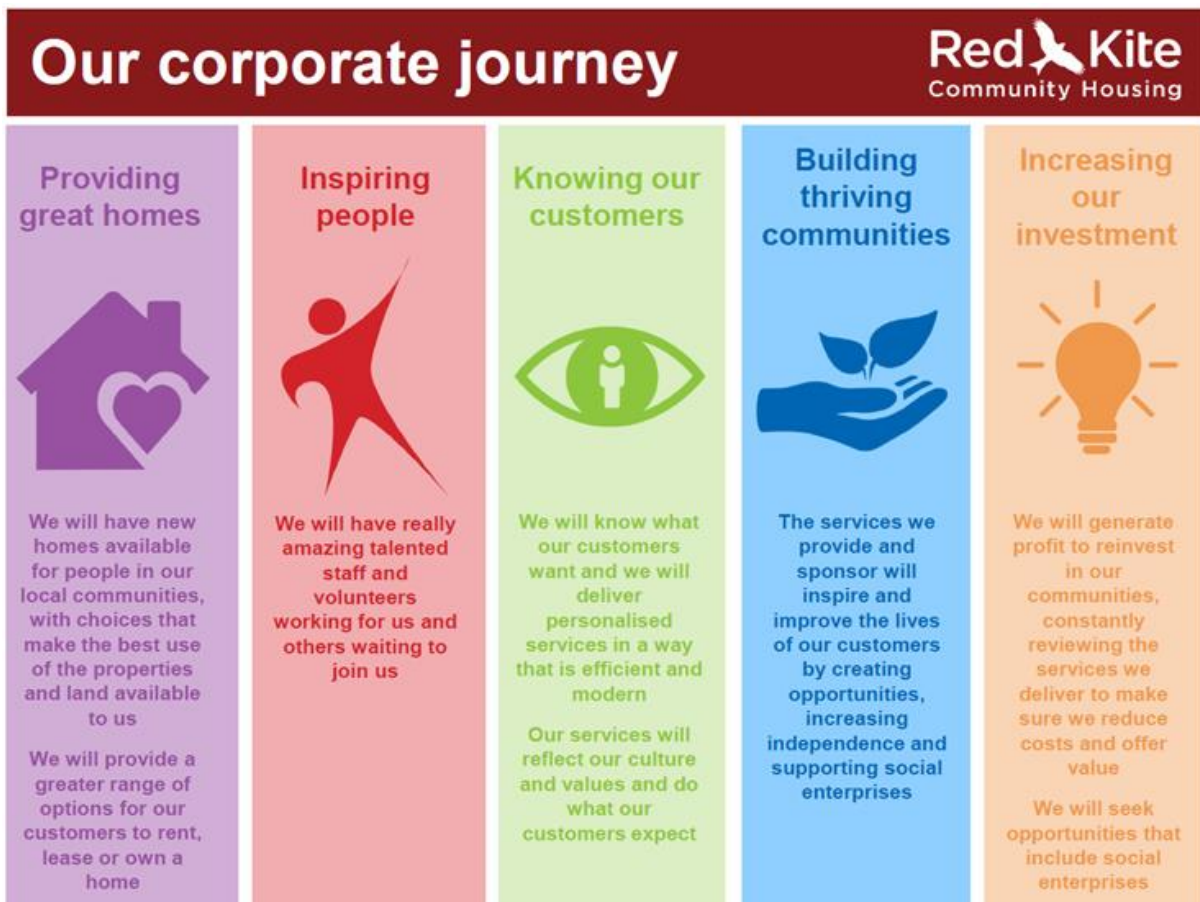 Our corporate journey
Red Kite
Community Housing
Providing
great homes
We will have new
homes available
for people in our
local communities,
with choices that
make the best use
of the properties
and land available
to us
We will provide a
greater range of
options for our
customers to rent,
lease or own a
home
Inspiring
people
We will have really
amazing talented
staff and
volunteers
working for us and
others waiting to
join us
Knowing our
customers
We will know what
our customers
want and we will
deliver
personalised
services in a way
that is efficient and
modern
Our services will
reflect our culture
and values and do
what our
customers expect
Building
thriving
communities
The services we
provide and
sponsor will
inspire and
improve the lives
of our customers
by creating
opportunities,
increasing
independence and
supporting social
enterprises
Increasing
our
investment
We will generate
profit to reinvest
in our
communities,
constantly
reviewing the
services we
deliver to make
sure we reduce
costs and offer
value
We will seek
opportunities that
include social
enterprises